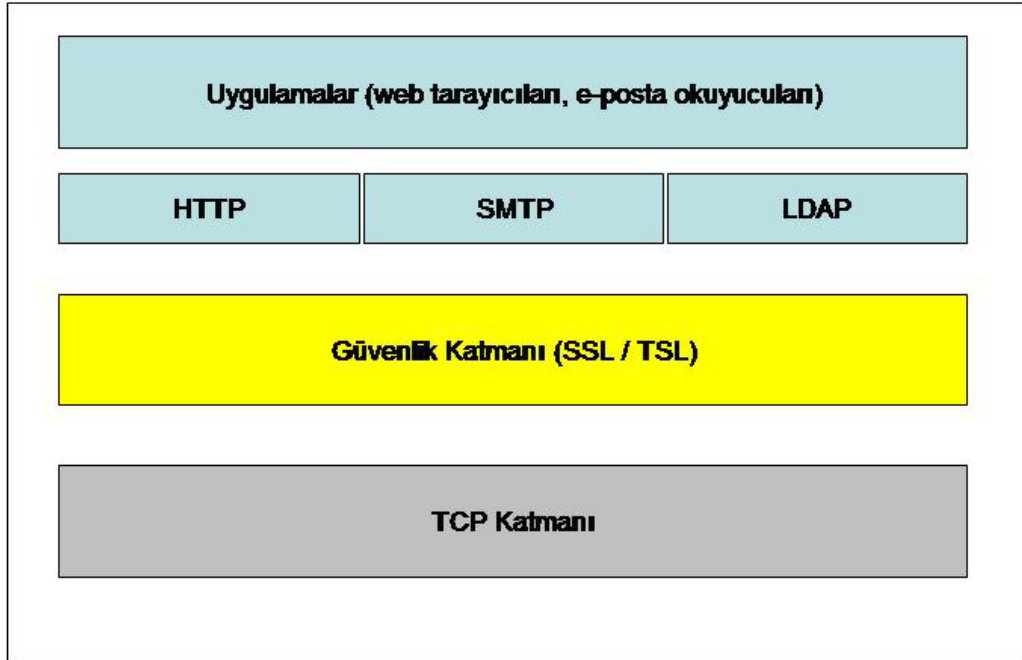 Uygulamalar (web tarayıcıları, e-posta okuyucuları)
HTTP SMTP LDAP
Güvenlik Katmanı (SSL / TSL)
TCP Katmanı